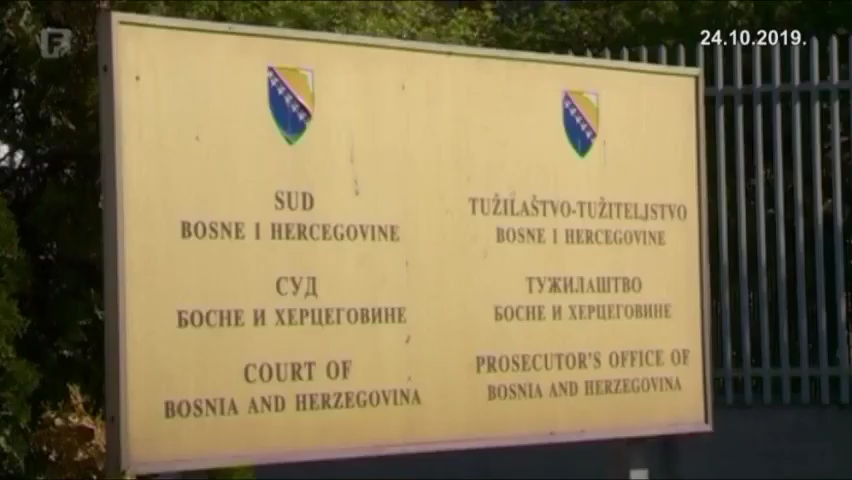 24.10.2019.
SUD
BOSNE I HERCEGOVINE
СУД
БОСНЕ И ХЕРЦЕГОВИНЕ
COURT OF
BOSNIA AND HERZEGOVINA
TUŽILAŠTVO-TUŽITELJSTVO
BOSNE I HERCEGOVINE
ТУЖИЛАШТВО
БОСНЕ И ХЕРЦЕГОВИНЕ
PROSECUTOR'S OFFICE OF
BOSNIA AND HERZEGOVINA